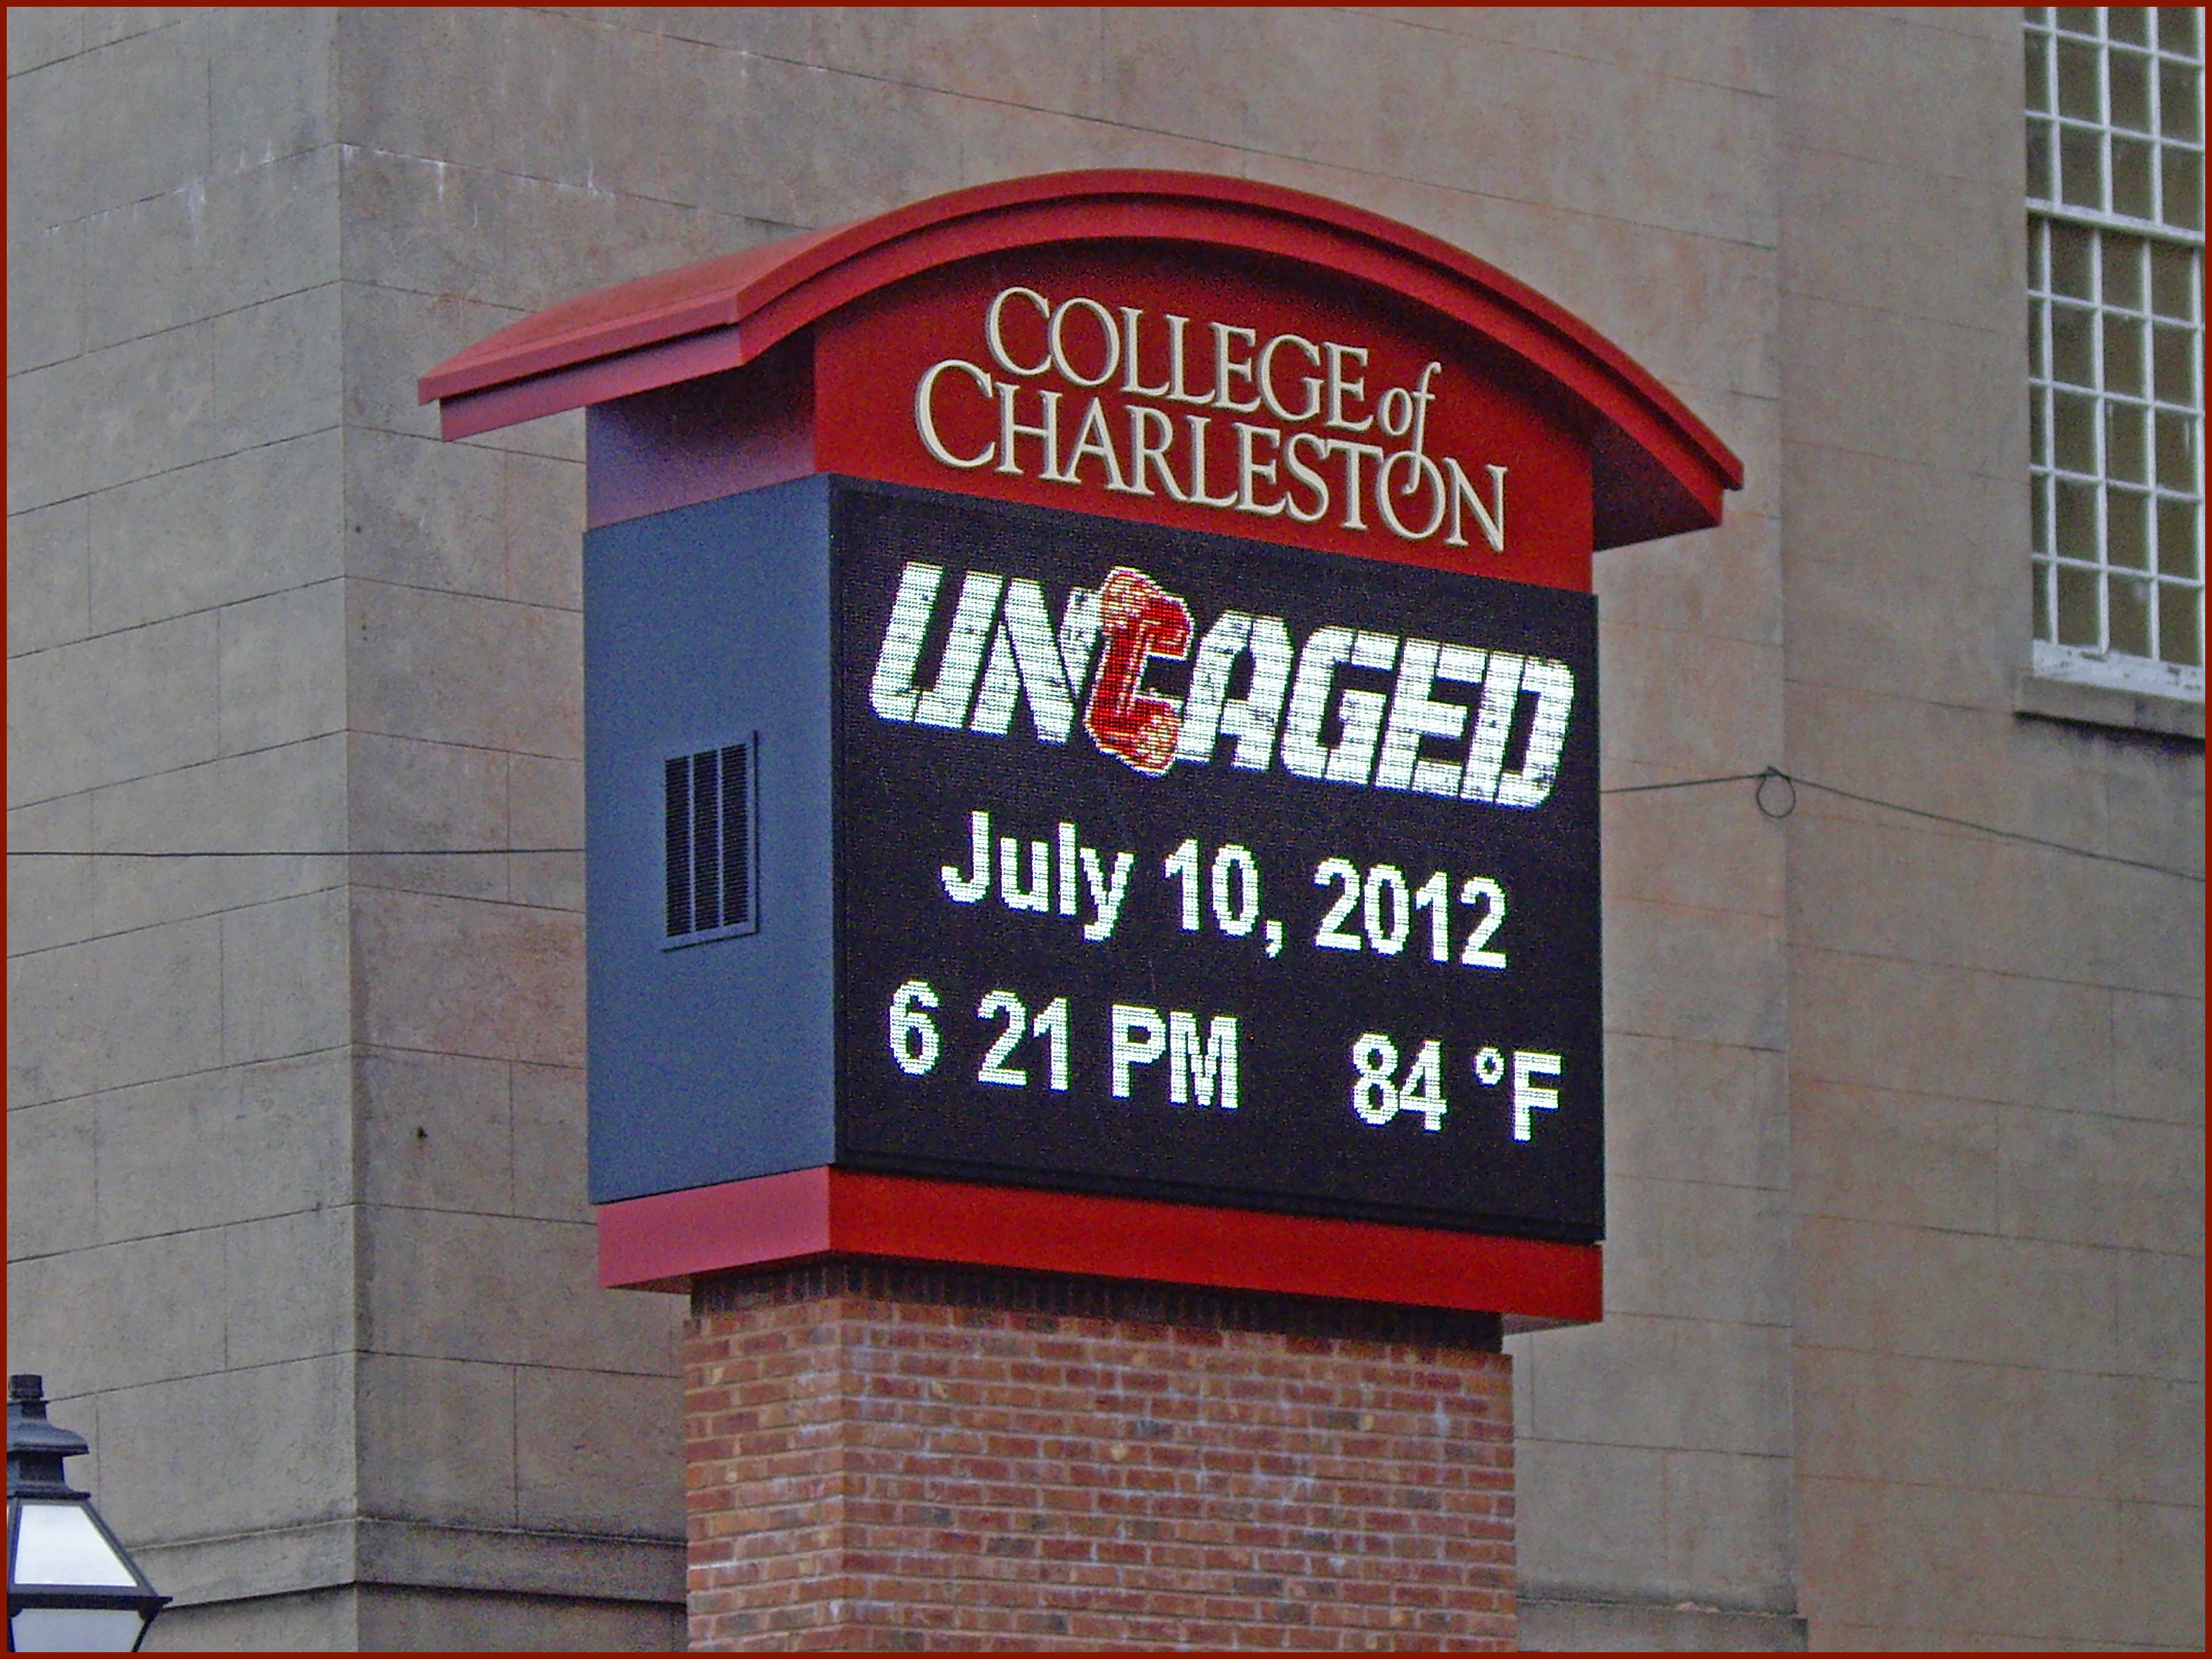 COLLEGE of
CHARLESTON
UNCAGED
July 10, 2012
6 21 PM 84 °F